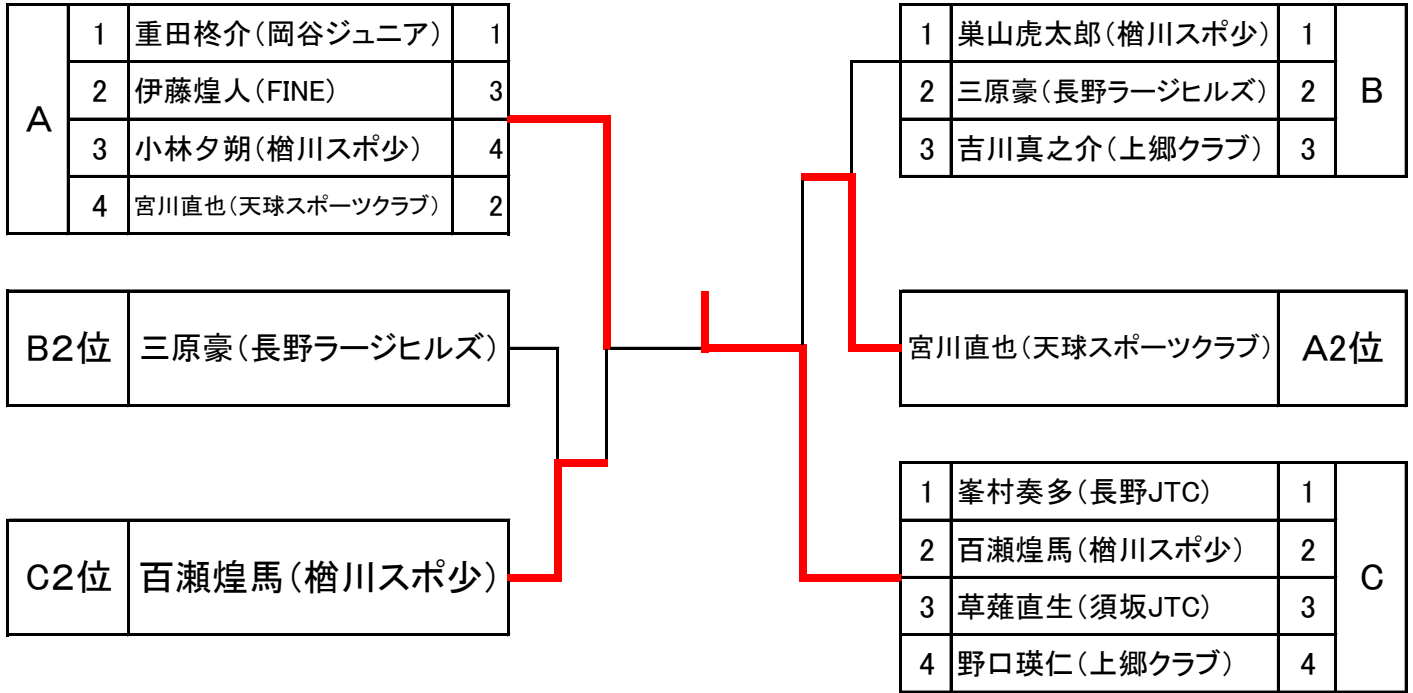 A
1 重田柊介(岡谷ジュニア) 1
2 伊藤煌人(FINE) 3
3 小林夕朔(楢川スポ少) 4
4 宮川直也(天球スポーツクラブ) 2
B2位 三原豪(長野ラージヒルズ)
C2位 百瀬煌馬(楢川スポ少)
1 巣山虎太郎(楢川スポ少) 1
2 三原豪(長野ラージヒルズ) 2
3 吉川真之介(上郷クラブ) 3
B
宮川直也(天球スポーツクラブ) A2位
1 峯村奏多(長野JTC) 1
2 百瀬煌馬(楢川スポ少) 2
3 草薙直生(須坂JTC) 3
4 野口瑛仁(上郷クラブ) 4
C